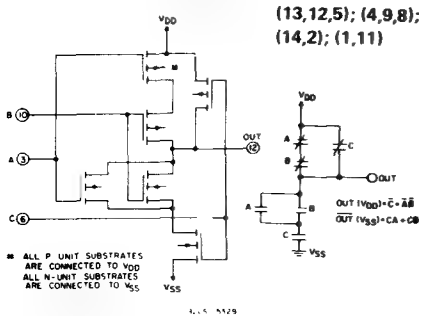 (13,12,5); (4,9,8);
(14,2); (1,11)
VDD
*
B 10
A 3
C 6
OUT
12
VSS
* ALL P UNIT SUBSTRATES
ARE CONNECTED TO VDD
ALL N-UNIT SUBSTRATES
ARE CONNECTED TO VSS
VDD
A
B
C
OUT
A
B
C
VSS
OUT (VDD) = C̅ + A̅B̅
O̅U̅T̅ (VSS) = CA + CB